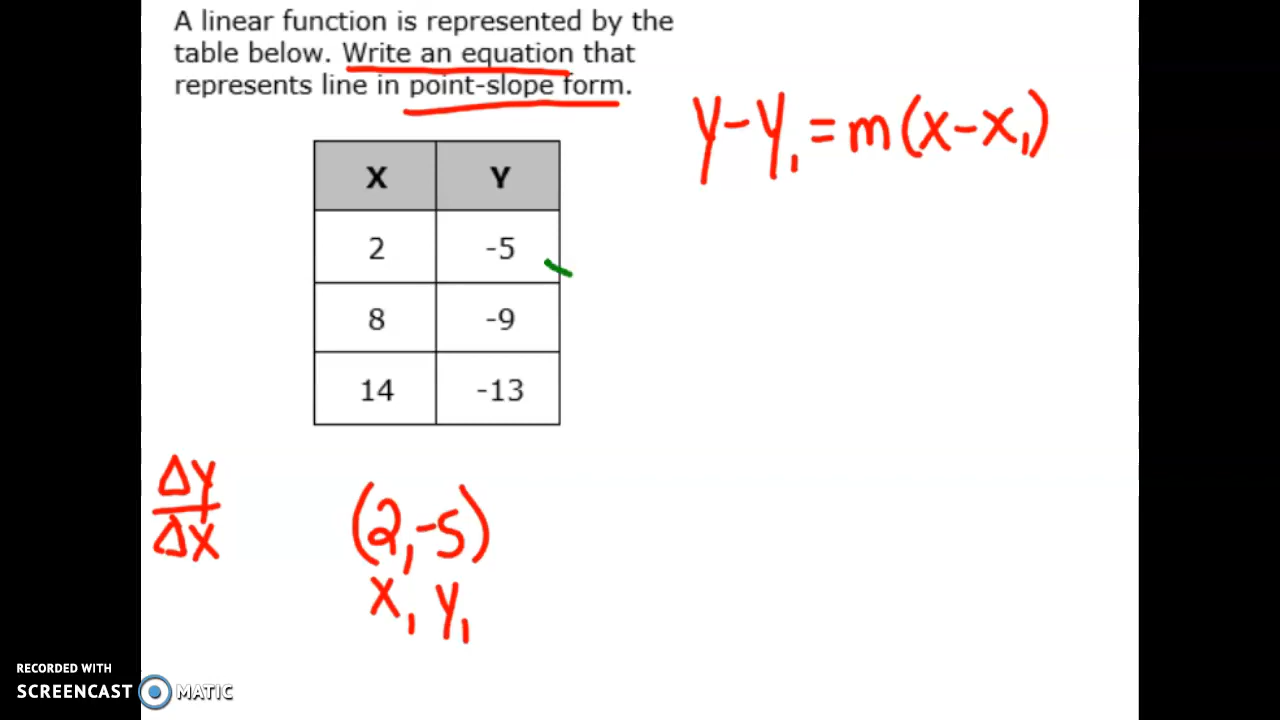 A linear function is represented by the
table below. Write an equation that
represents line in point-slope form.
y-y₁=m(x-x₁)
X Y
2 -5
8 -9
14 -13
ΔY
ΔX
(2,-5)
x₁ y₁
RECORDED WITH
SCREENCAST MATIC